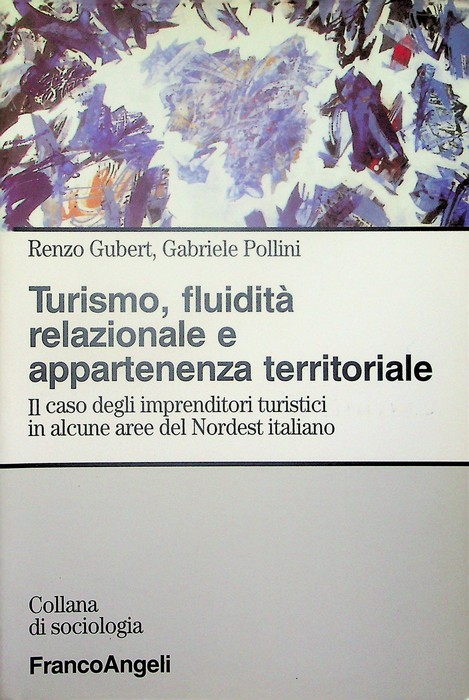 Renzo Gubert, Gabriele Pollini
Turismo, fluidità
relazionale e
appartenenza territoriale
Il caso degli imprenditori turistici
in alcune aree del Nordest italiano
Collana
di sociologia
FrancoAngeli